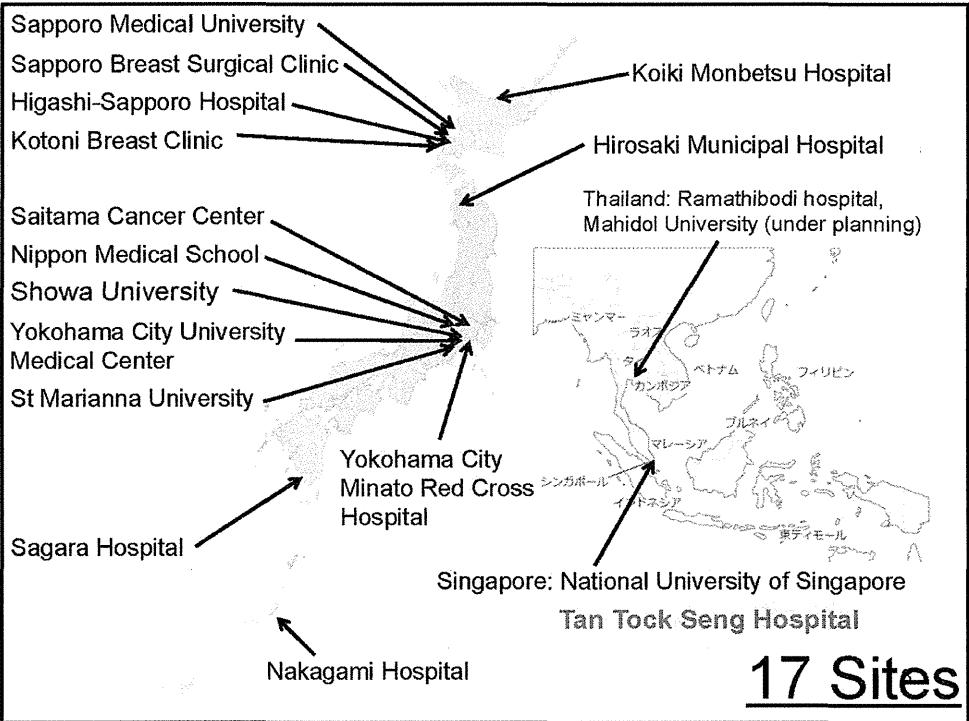 Sapporo Medical University
Sapporo Breast Surgical Clinic
Higashi-Sapporo Hospital
Kotoni Breast Clinic
Koiki Monbetsu Hospital
Hirosaki Municipal Hospital
Thailand: Ramathibodi hospital,
Mahidol University (under planning)
Saitama Cancer Center
Nippon Medical School
Showa University
Yokohama City University
Medical Center
St Marianna University
ミャンマー
ラオス
タイ
ベトナム
カンボジア
フィリピン
ブルネイ
マレーシア
シンガポール
インドネシア
東ティモール
Yokohama City
Minato Red Cross
Hospital
Sagara Hospital
Singapore: National University of Singapore
Tan Tock Seng Hospital
Nakagami Hospital
17 Sites